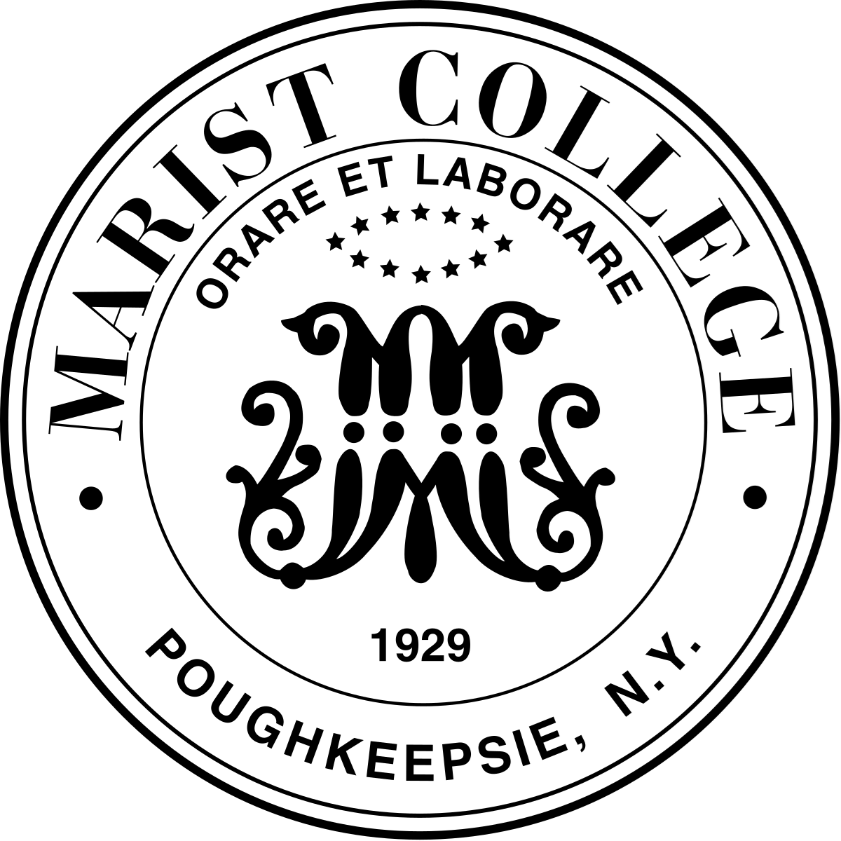 MARIST COLLEGE
ORARE ET LABORARE
1929
POUGHKEEPSIE, N.Y.